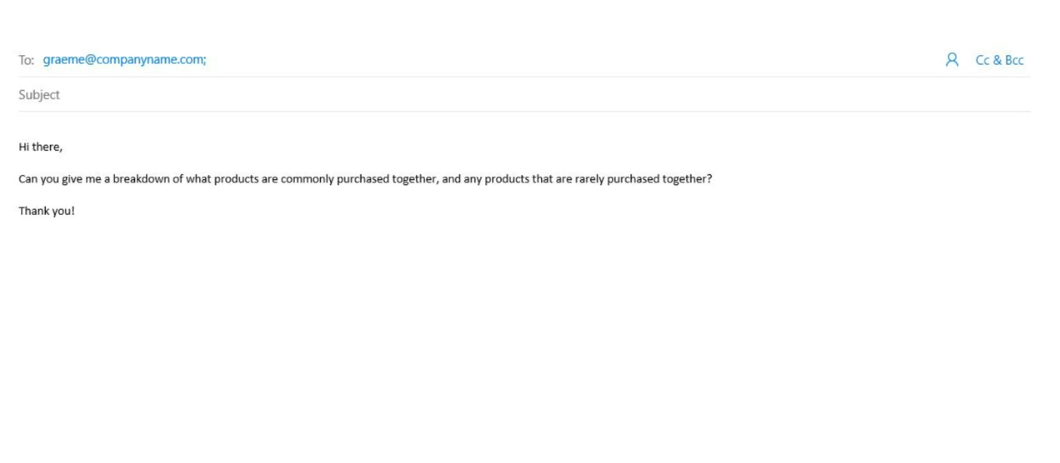 To: graeme@companyname.com; Cc & Bcc
Subject
Hi there,
Can you give me a breakdown of what products are commonly purchased together, and any products that are rarely purchased together?
Thank you!